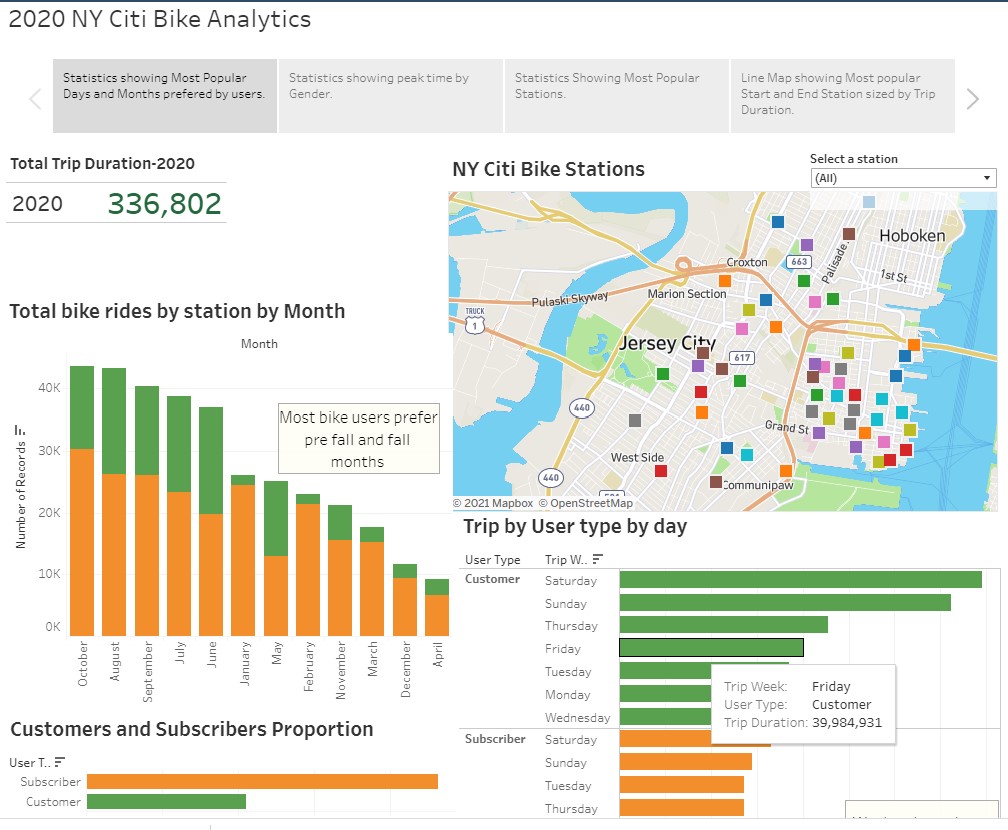 2020 NY Citi Bike Analytics
Statistics showing Most Popular
Days and Months prefered by users.
Statistics showing peak time by
Gender.
Statistics Showing Most Popular
Stations.
Line Map showing Most popular
Start and End Station sized by Trip
Duration.
Total Trip Duration-2020
2020 336,802
NY Citi Bike Stations
Select a station
(All)
Hoboken
Palisade
Croxton
663
1st St
Marion Section
Pulaski Skyway
TRUCK
1
Jersey City
617
440
Grand St
West Side
440
Communipaw
© 2021 Mapbox © OpenStreetMap
Total bike rides by station by Month
Month
Number of Records
40K
30K
20K
10K
0K
Most bike users prefer
pre fall and fall
months
October
August
September
July
June
January
May
February
November
March
December
April
Trip by User type by day
User Type Trip W..
Customer Saturday
Sunday
Thursday
Friday
Tuesday
Monday
Wednesday
Subscriber Saturday
Sunday
Tuesday
Thursday
Trip Week: Friday
User Type: Customer
Trip Duration: 39,984,931
Customers and Subscribers Proportion
User T..
Subscriber
Customer